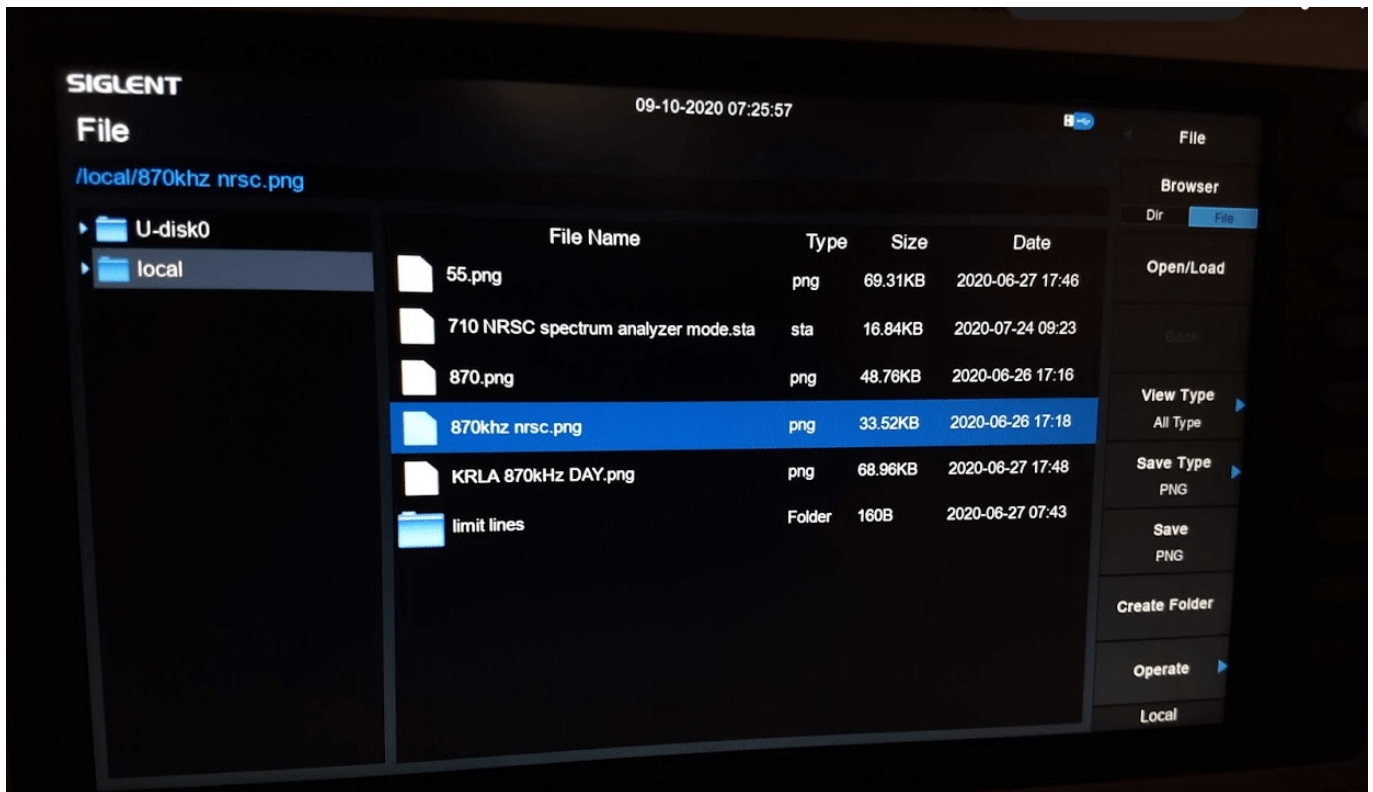 SIGLENT
09-10-2020 07:25:57
File
/local/870khz nrsc.png
U-disk0
local
File Name Type Size Date
55.png png 69.31KB 2020-06-27 17:46
710 NRSC spectrum analyzer mode.sta sta 16.84KB 2020-07-24 09:23
870.png png 48.76KB 2020-06-26 17:16
870khz nrsc.png png 33.52KB 2020-06-26 17:18
KRLA 870kHz DAY.png png 68.96KB 2020-06-27 17:48
limit lines Folder 160B 2020-06-27 07:43
File
Browser
Dir File
Open/Load
Back
View Type
All Type
Save Type
PNG
Save
PNG
Create Folder
Operate
Local